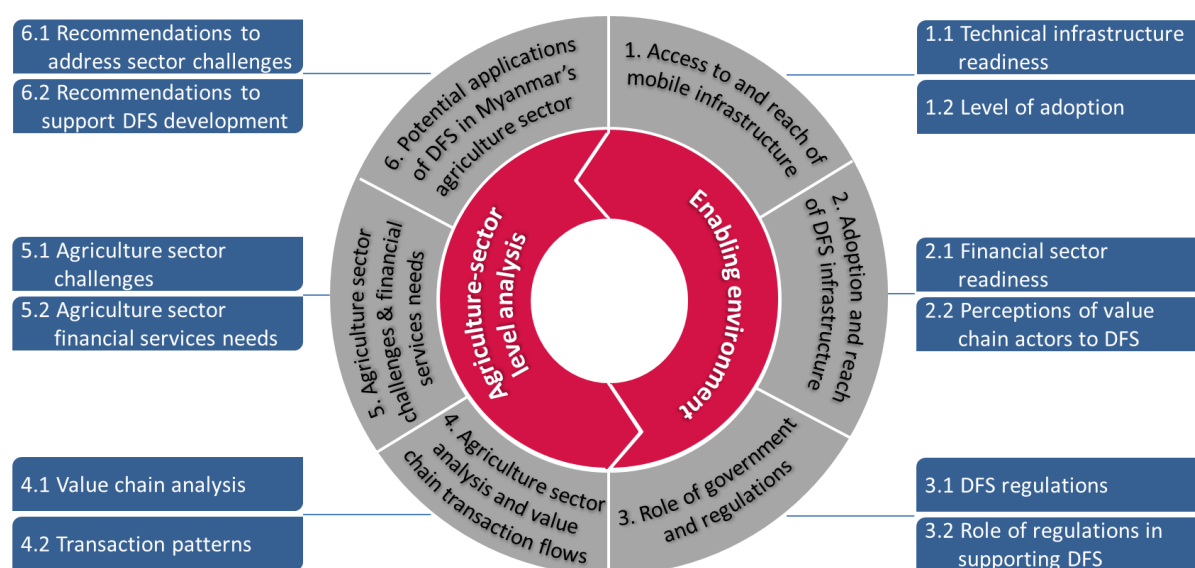 6.1 Recommendations to
address sector challenges
6.2 Recommendations to
support DFS development
5.1 Agriculture sector
challenges
5.2 Agriculture sector
financial services needs
4.1 Value chain analysis
4.2 Transaction patterns
6. Potential applications
of DFS in Myanmar’s
agriculture sector
5. Agriculture sector
challenges & financial
services needs
4. Agriculture sector
analysis and value
chain transaction flows
Agriculture-sector
level analysis
Enabling environment
1. Access to and reach of
mobile infrastructure
2. Adoption and reach
of DFS infrastructure
3. Role of government
and regulations
1.1 Technical infrastructure
readiness
1.2 Level of adoption
2.1 Financial sector
readiness
2.2 Perceptions of value
chain actors to DFS
3.1 DFS regulations
3.2 Role of regulations in
supporting DFS